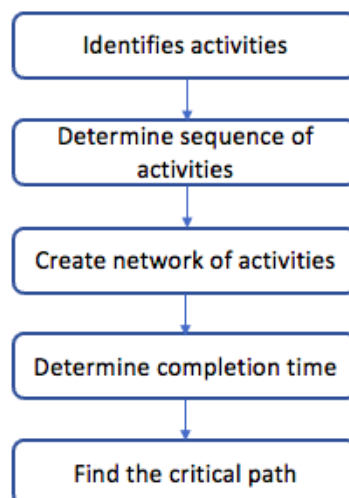 Identifies activities
Determine sequence of
activities
Create network of activities
Determine completion time
Find the critical path